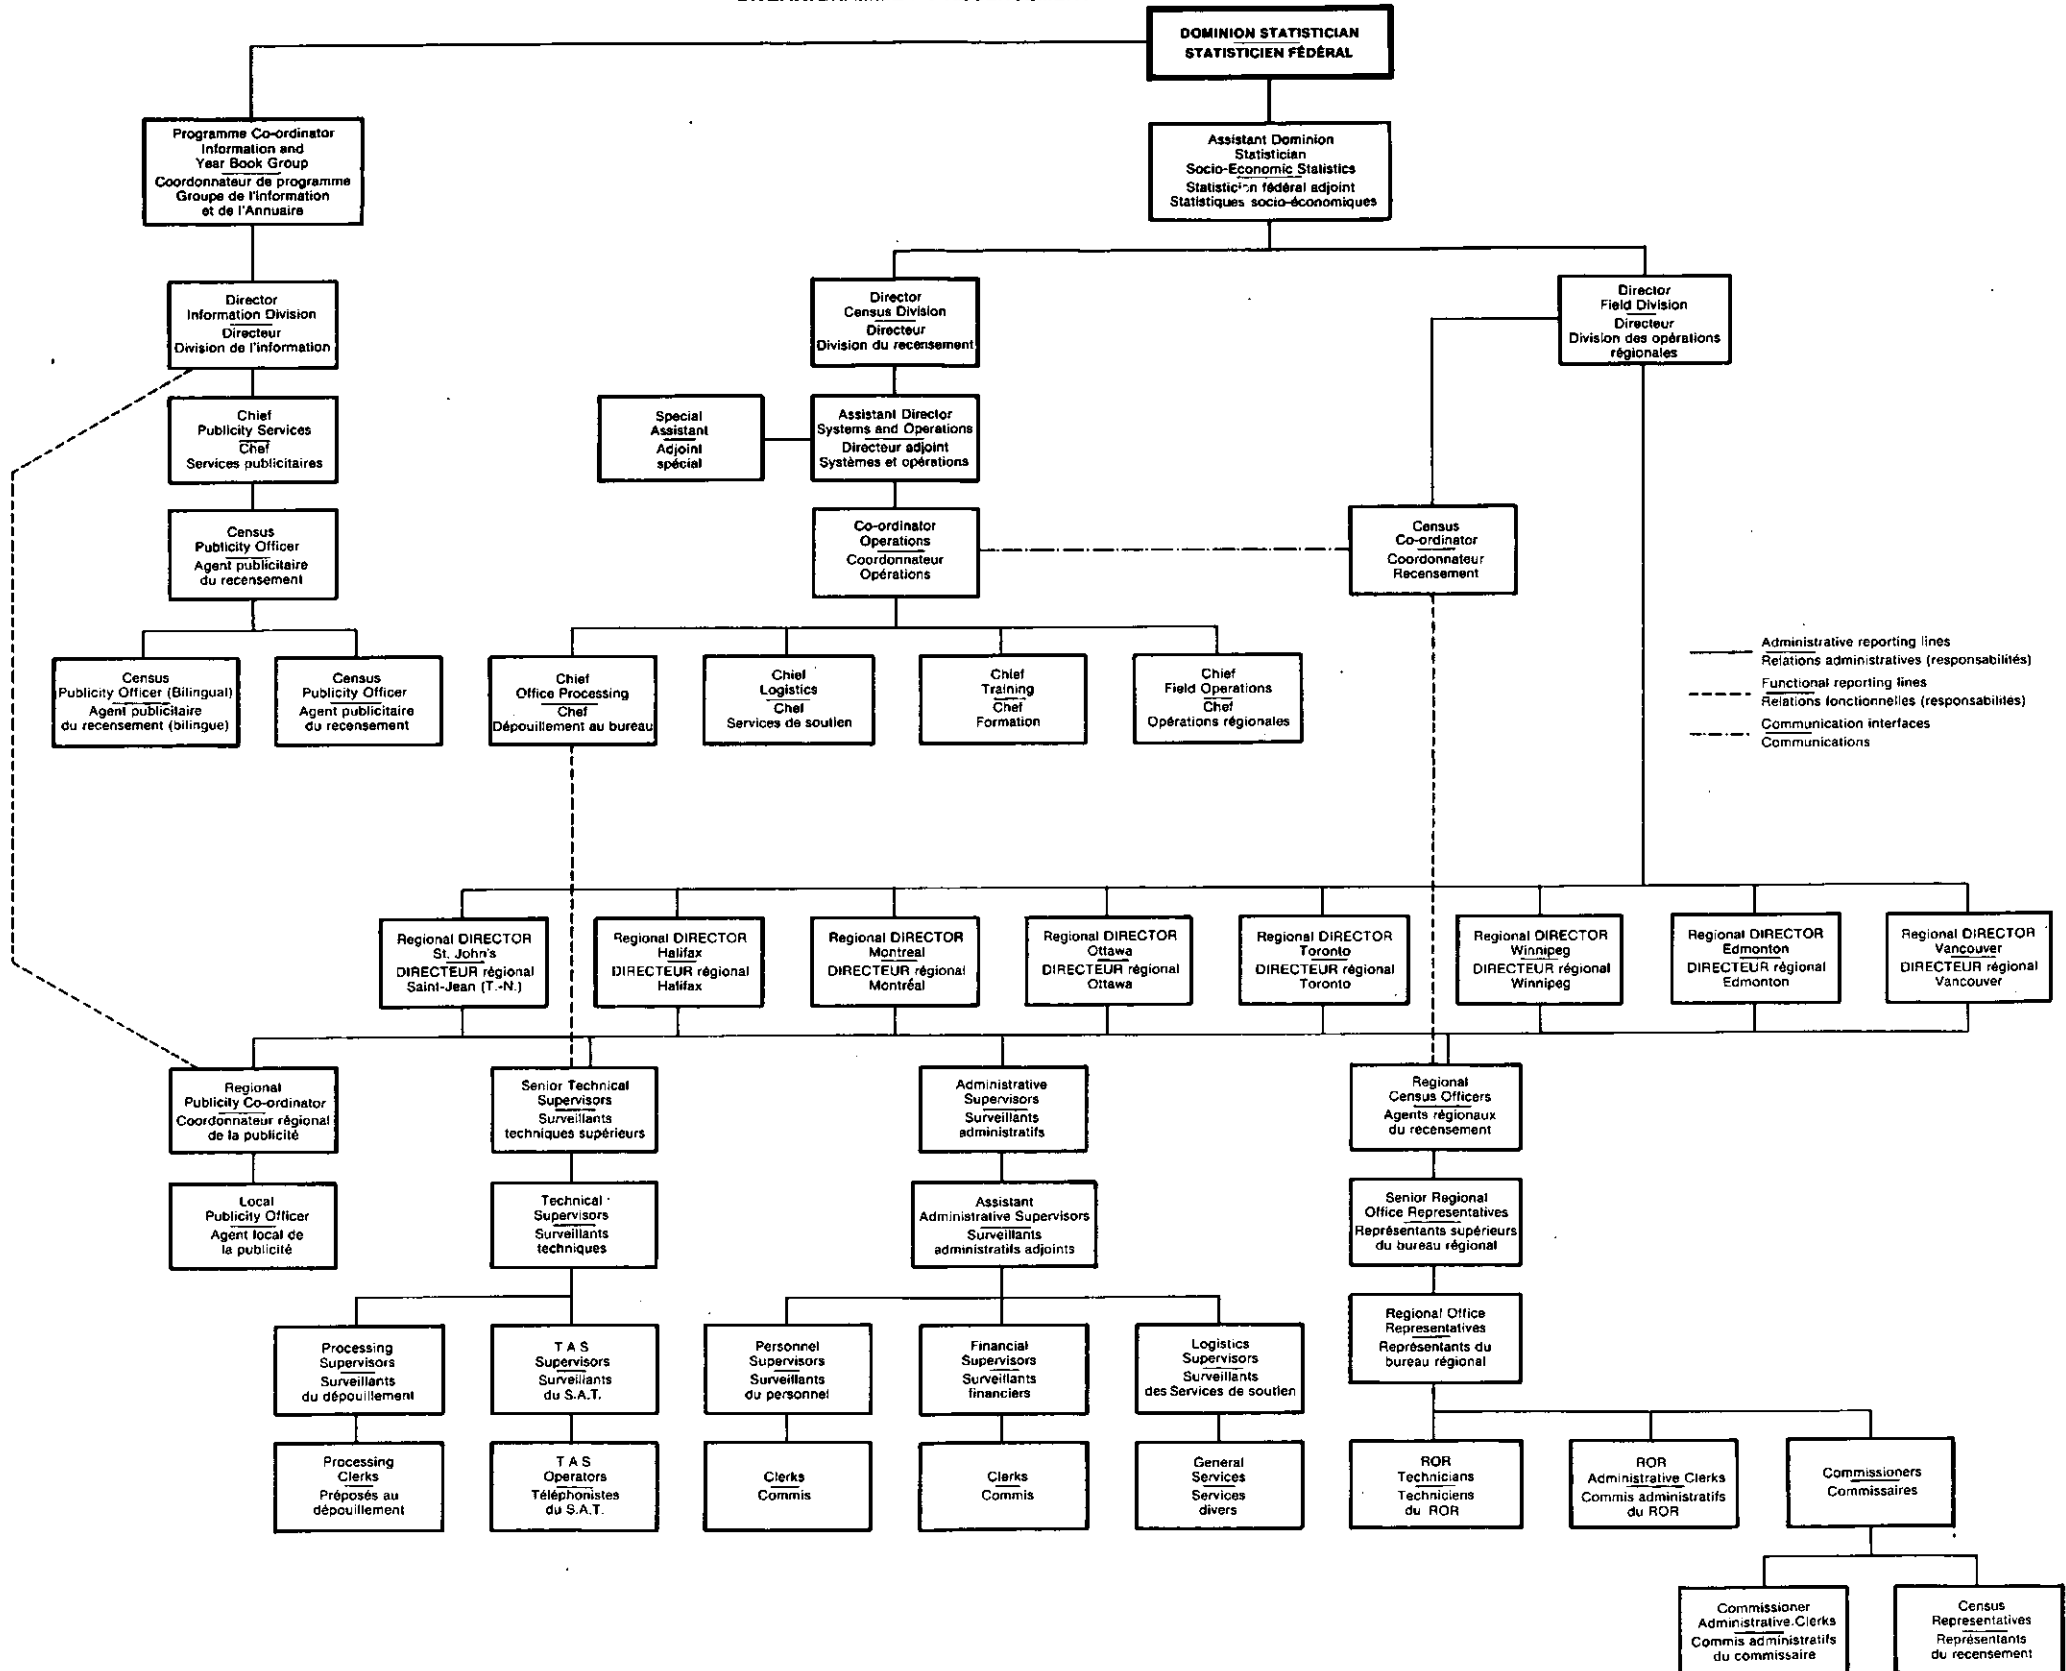 DOMINION STATISTICIAN
STATISTICIEN FÉDÉRAL
Programme Co-ordinator
Information and
Year Book Group
Coordonnateur de programme
Groupe de l'Information
et de l'Annuaire
Assistant Dominion
Statistician
Socio-Economic Statistics
Statisticien fédéral adjoint
Statistiques socio-économiques
Director
Information Division
Directeur
Division de l'information
Director
Census Division
Directeur
Division du recensement
Director
Field Division
Directeur
Division des opérations
régionales
Chief
Publicity Services
Chef
Services publicitaires
Special
Assistant
Adjoint
spécial
Assistant Director
Systems and Operations
Directeur adjoint
Systèmes et opérations
Census
Publicity Officer
Agent publicitaire
du recensement
Co-ordinator
Operations
Coordonnateur
Opérations
Census
Co-ordinator
Coordonnateur
Recensement
Census
Publicity Officer (Bilingual)
Agent publicitaire
du recensement (bilingue)
Census
Publicity Officer
Agent publicitaire
du recensement
Chief
Office Processing
Chef
Dépouillement au bureau
Chief
Logistics
Chef
Services de soutien
Chief
Training
Chef
Formation
Chief
Field Operations
Chef
Opérations régionales
Administrative reporting lines
Relations administratives (responsabilités)
Functional reporting lines
Relations fonctionnelles (responsabilités)
Communication interfaces
Communications
Regional DIRECTOR
St. John's
DIRECTEUR régional
Saint-Jean (T.-N.)
Regional DIRECTOR
Halifax
DIRECTEUR régional
Halifax
Regional DIRECTOR
Montreal
DIRECTEUR régional
Montréal
Regional DIRECTOR
Ottawa
DIRECTEUR régional
Ottawa
Regional DIRECTOR
Toronto
DIRECTEUR régional
Toronto
Regional DIRECTOR
Winnipeg
DIRECTEUR régional
Winnipeg
Regional DIRECTOR
Edmonton
DIRECTEUR régional
Edmonton
Regional DIRECTOR
Vancouver
DIRECTEUR régional
Vancouver
Regional
Publicity Co-ordinator
Coordonnateur régional
de la publicité
Senior Technical
Supervisors
Surveillants
techniques supérieurs
Administrative
Supervisors
Surveillants
administratifs
Regional
Census Officers
Agents régionaux
du recensement
Local
Publicity Officer
Agent local de
la publicité
Technical
Supervisors
Surveillants
techniques
Assistant
Administrative Supervisors
Surveillants
administratifs adjoints
Senior Regional
Office Representatives
Représentants supérieurs
du bureau régional
Regional Office
Representatives
Représentants du
bureau régional
Processing
Supervisors
Surveillants
du dépouillement
T A S
Supervisors
Surveillants
du S.A.T.
Personnel
Supervisors
Surveillants
du personnel
Financial
Supervisors
Surveillants
financiers
Logistics
Supervisors
Surveillants
des Services de soutien
Processing
Clerks
Préposés au
dépouillement
T A S
Operators
Téléphonistes
du S.A.T.
Clerks
Commis
Clerks
Commis
General
Services
Services
divers
ROR
Technicians
Techniciens
du ROR
ROR
Administrative Clerks
Commis administratifs
du ROR
Commissioners
Commissaires
Commissioner
Administrative Clerks
Commis administratifs
du commissaire
Census
Representatives
Représentants
du recensement